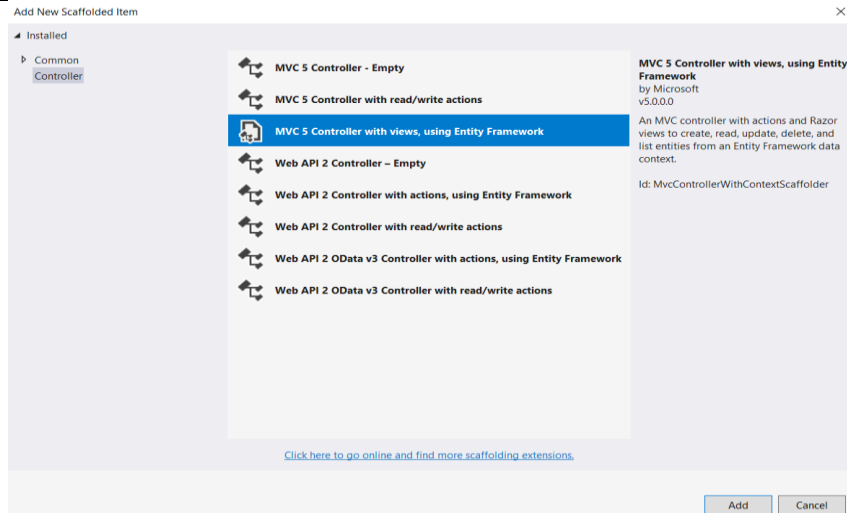 Add New Scaffolded Item
Installed
Common
Controller
MVC 5 Controller - Empty
MVC 5 Controller with read/write actions
MVC 5 Controller with views, using Entity Framework
Web API 2 Controller – Empty
Web API 2 Controller with actions, using Entity Framework
Web API 2 Controller with read/write actions
Web API 2 OData v3 Controller with actions, using Entity Framework
Web API 2 OData v3 Controller with read/write actions
Click here to go online and find more scaffolding extensions.
MVC 5 Controller with views, using Entity
Framework
by Microsoft
v5.0.0.0
An MVC controller with actions and Razor
views to create, read, update, delete, and
list entities from an Entity Framework data
context.
Id: MvcControllerWithContextScaffolder
Add
Cancel